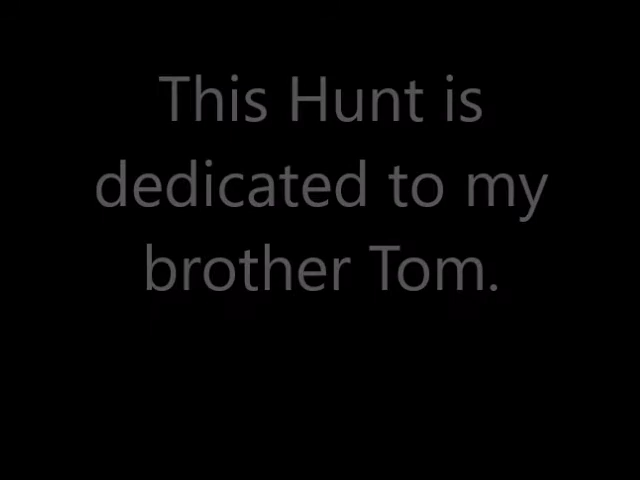 This Hunt is
dedicated to my
brother Tom.